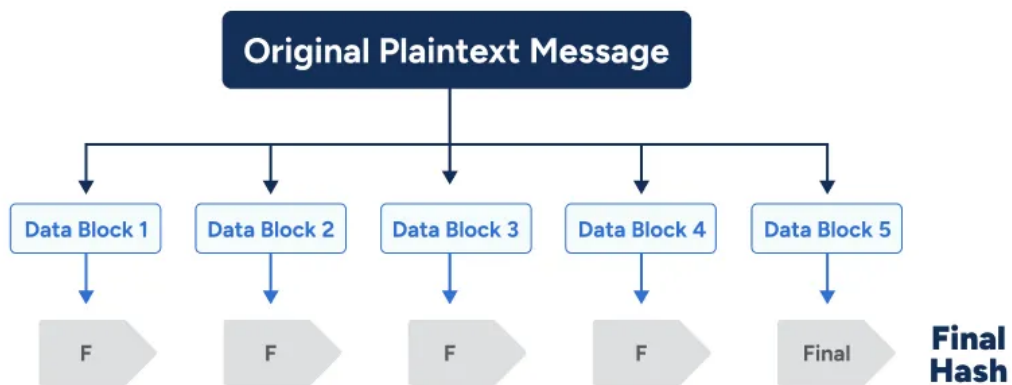 Original Plaintext Message
Data Block 1
Data Block 2
Data Block 3
Data Block 4
Data Block 5
F
F
F
F
Final
Final
Hash